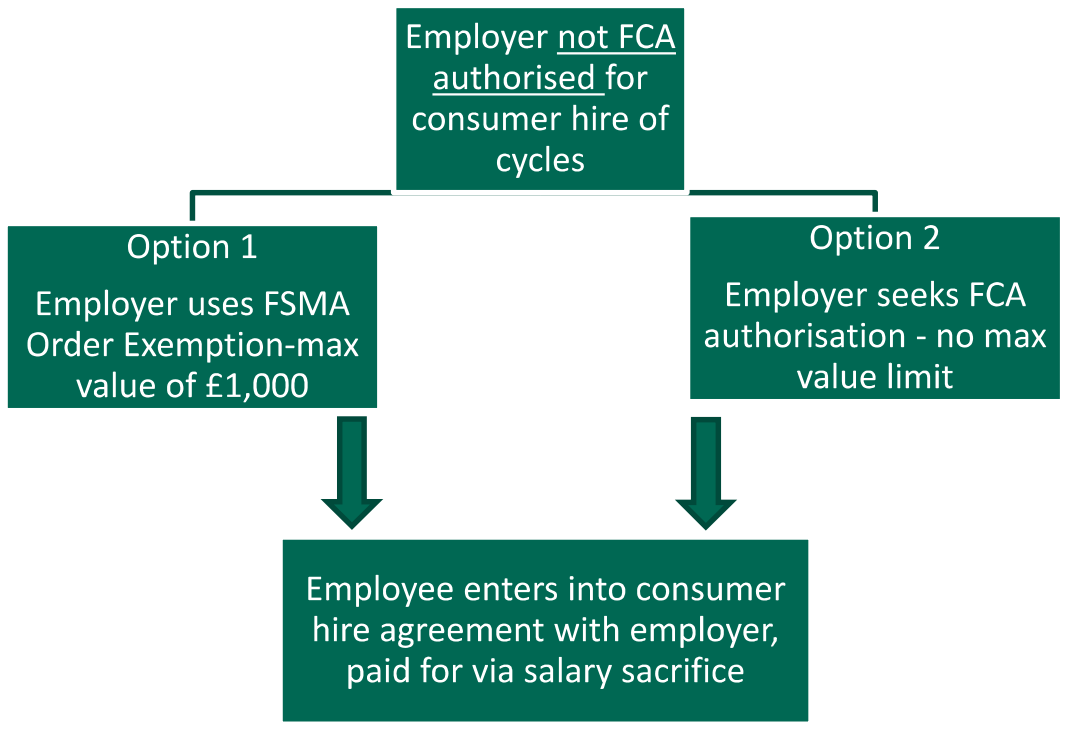 Employer not FCA
authorised for
consumer hire of
cycles
Option 1
Employer uses FSMA
Order Exemption-max
value of £1,000
Option 2
Employer seeks FCA
authorisation - no max
value limit
Employee enters into consumer
hire agreement with employer,
paid for via salary sacrifice